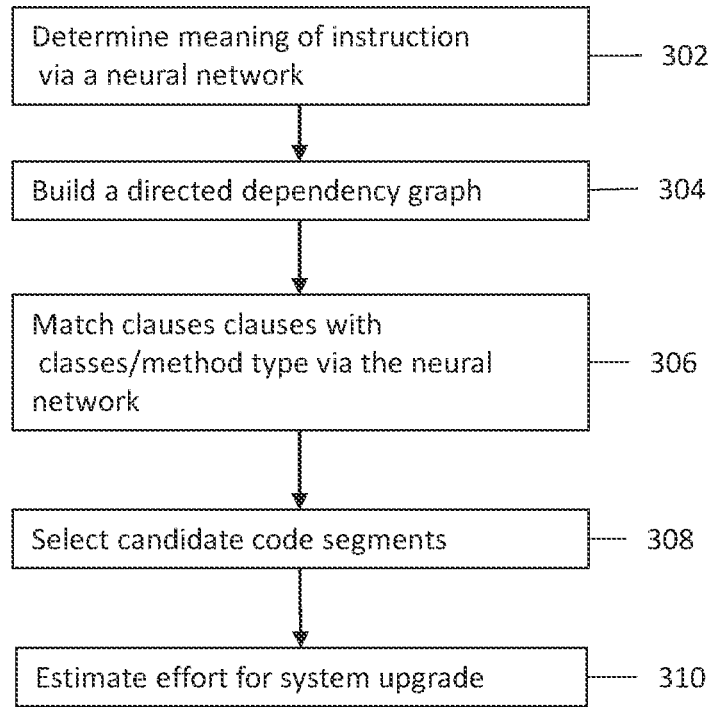 Determine meaning of instruction
via a neural network
302
Build a directed dependency graph
304
Match clauses clauses with
classes/method type via the neural
network
306
Select candidate code segments
308
Estimate effort for system upgrade
310